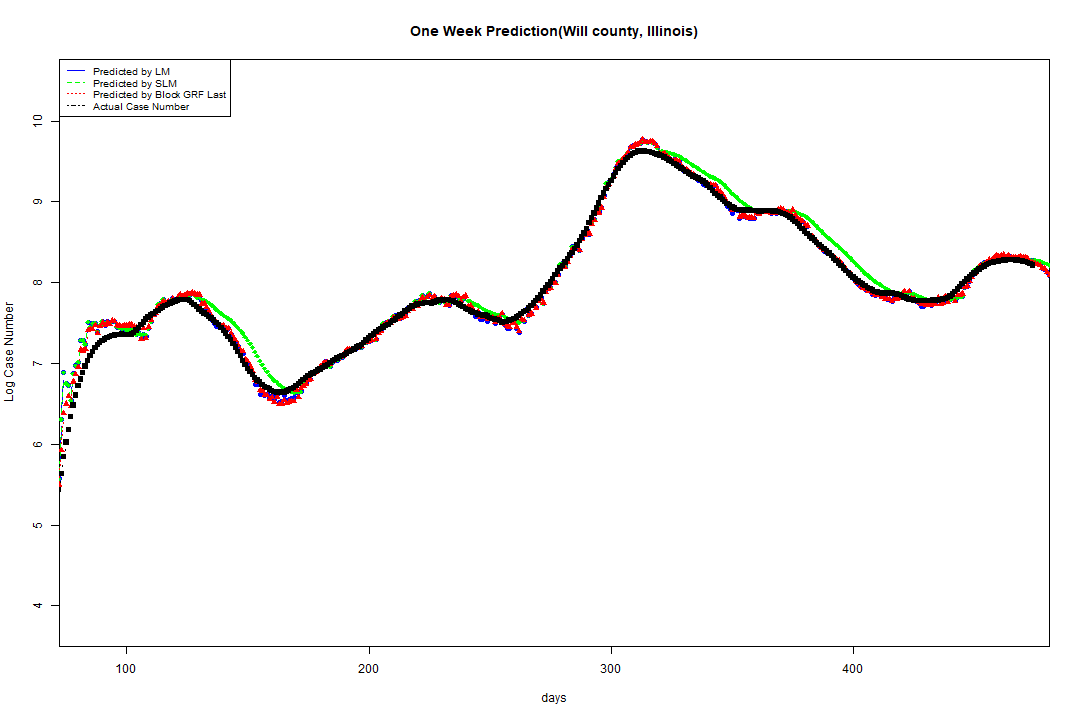 One Week Prediction(Will county, Illinois)
Predicted by LM
Predicted by SLM
Predicted by Block GRF Last
Actual Case Number
10
9
8
7
6
5
4
Log Case Number
100 200 300 400
days